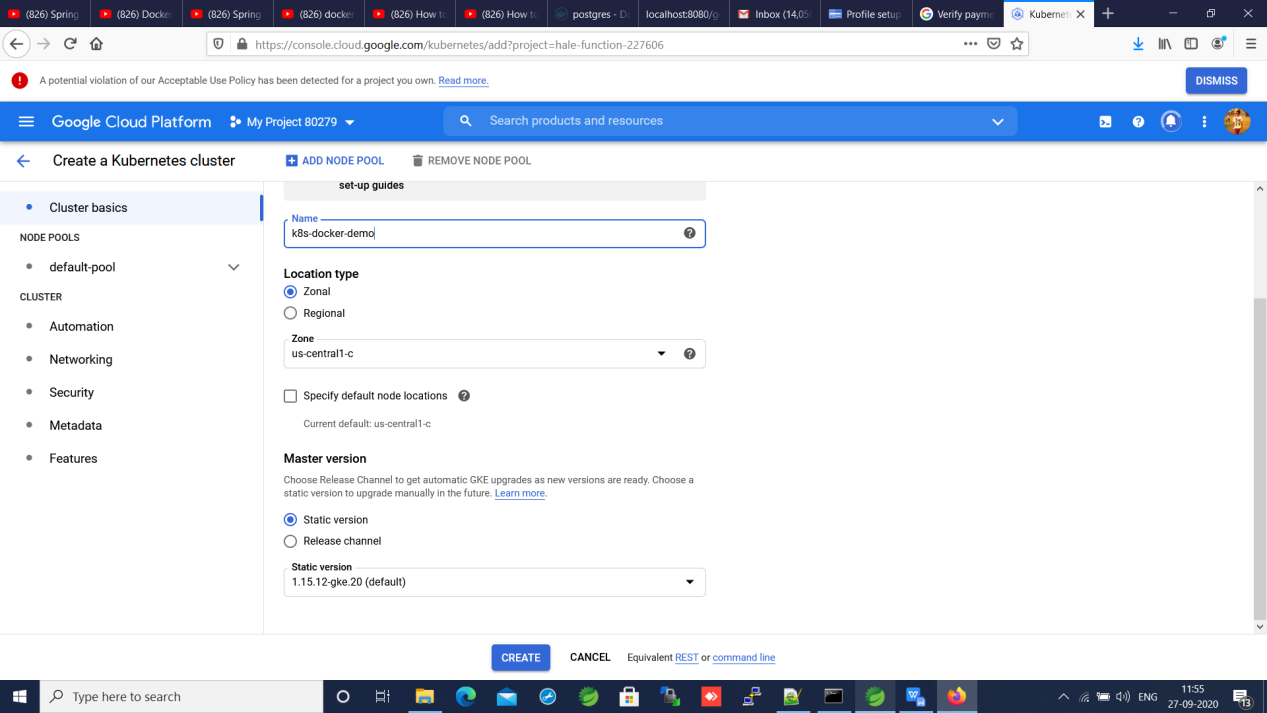 (826) Spring
(826) Docker
(826) Spring
(826) docker
(826) How to
(826) How to
postgres - D
localhost:8080/g
Inbox (14,05
Profile setup
Verify payme
Kubernet
https://console.cloud.google.com/kubernetes/add?project=hale-function-227606
A potential violation of our Acceptable Use Policy has been detected for a project you own. Read more.
DISMISS
Google Cloud Platform
My Project 80279
Search products and resources
Create a Kubernetes cluster
ADD NODE POOL
REMOVE NODE POOL
Cluster basics
NODE POOLS
default-pool
CLUSTER
Automation
Networking
Security
Metadata
Features
set-up guides
Name
k8s-docker-demo
Location type
Zonal
Regional
Zone
us-central1-c
Specify default node locations
Current default: us-central1-c
Master version
Choose Release Channel to get automatic GKE upgrades as new versions are ready. Choose a
static version to upgrade manually in the future. Learn more.
Static version
Release channel
Static version
1.15.12-gke.20 (default)
CREATE
CANCEL
Equivalent REST or command line
Type here to search
ENG
11:55
27-09-2020
13